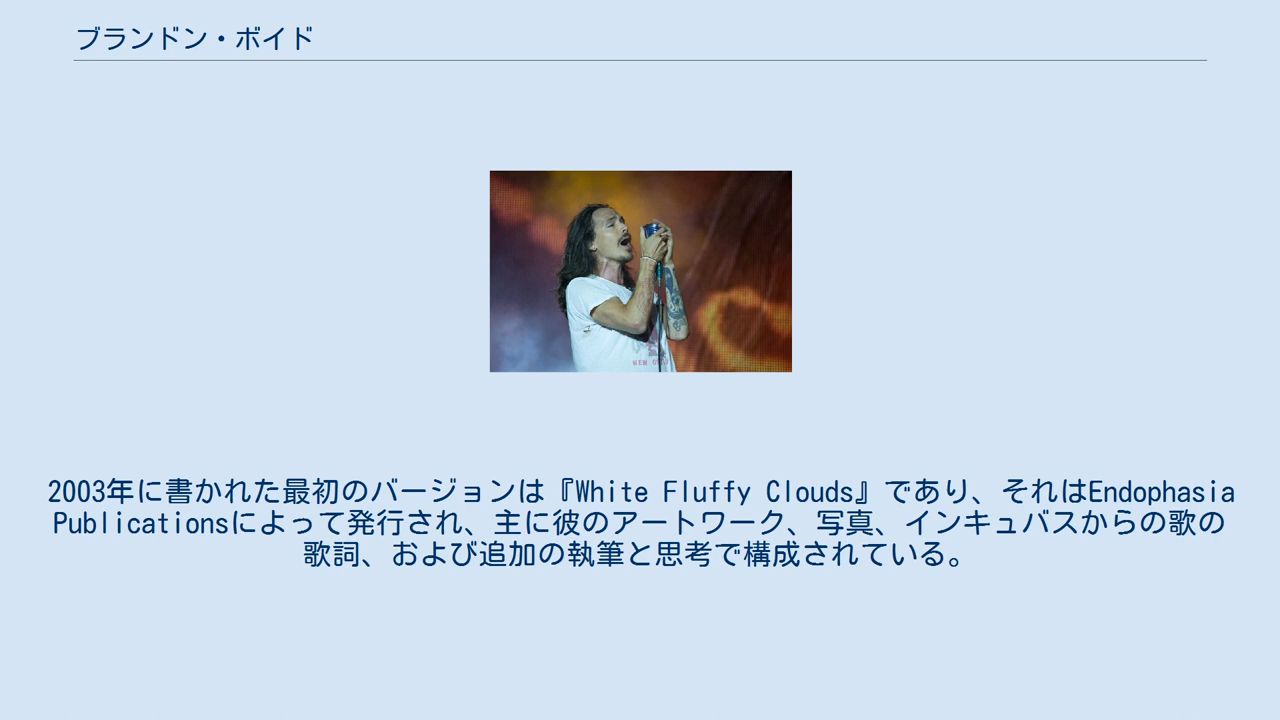 ブランドン・ボイド
2003年に書かれた最初のバージョンは『White Fluffy Clouds』であり、それはEndophasia
Publicationsによって発行され、主に彼のアートワーク、写真、インキュバスからの歌の
歌詞、および追加の執筆と思考で構成されている。